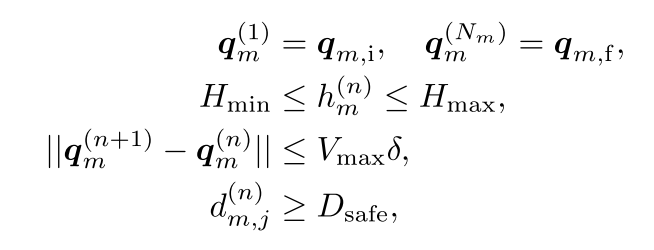 $\boldsymbol{q}_m^{(1)} = \boldsymbol{q}_{m,\mathrm{i}}, \quad \boldsymbol{q}_m^{(N_m)} = \boldsymbol{q}_{m,\mathrm{f}},$
$H_{\min} \leq h_m^{(n)} \leq H_{\max},$
$||\boldsymbol{q}_m^{(n+1)} - \boldsymbol{q}_m^{(n)}|| \leq V_{\max}\delta,$
$d_{m,j}^{(n)} \geq D_{\mathrm{safe}},$